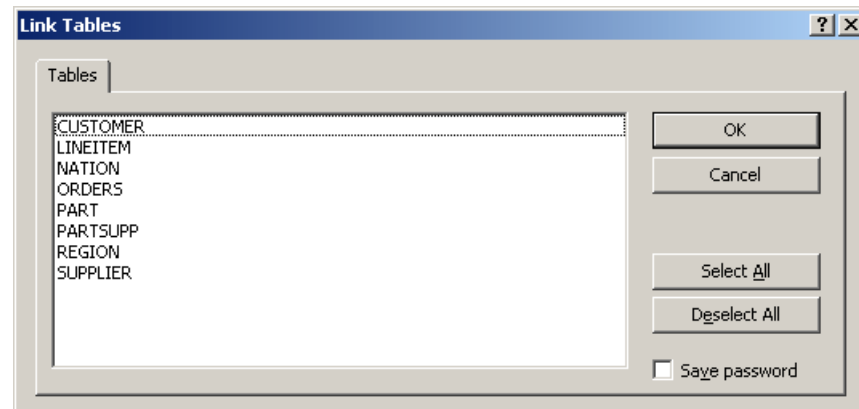 Link Tables
Tables
CUSTOMER
LINEITEM
NATION
ORDERS
PART
PARTSUPP
REGION
SUPPLIER
OK
Cancel
Select All
Deselect All
Save password